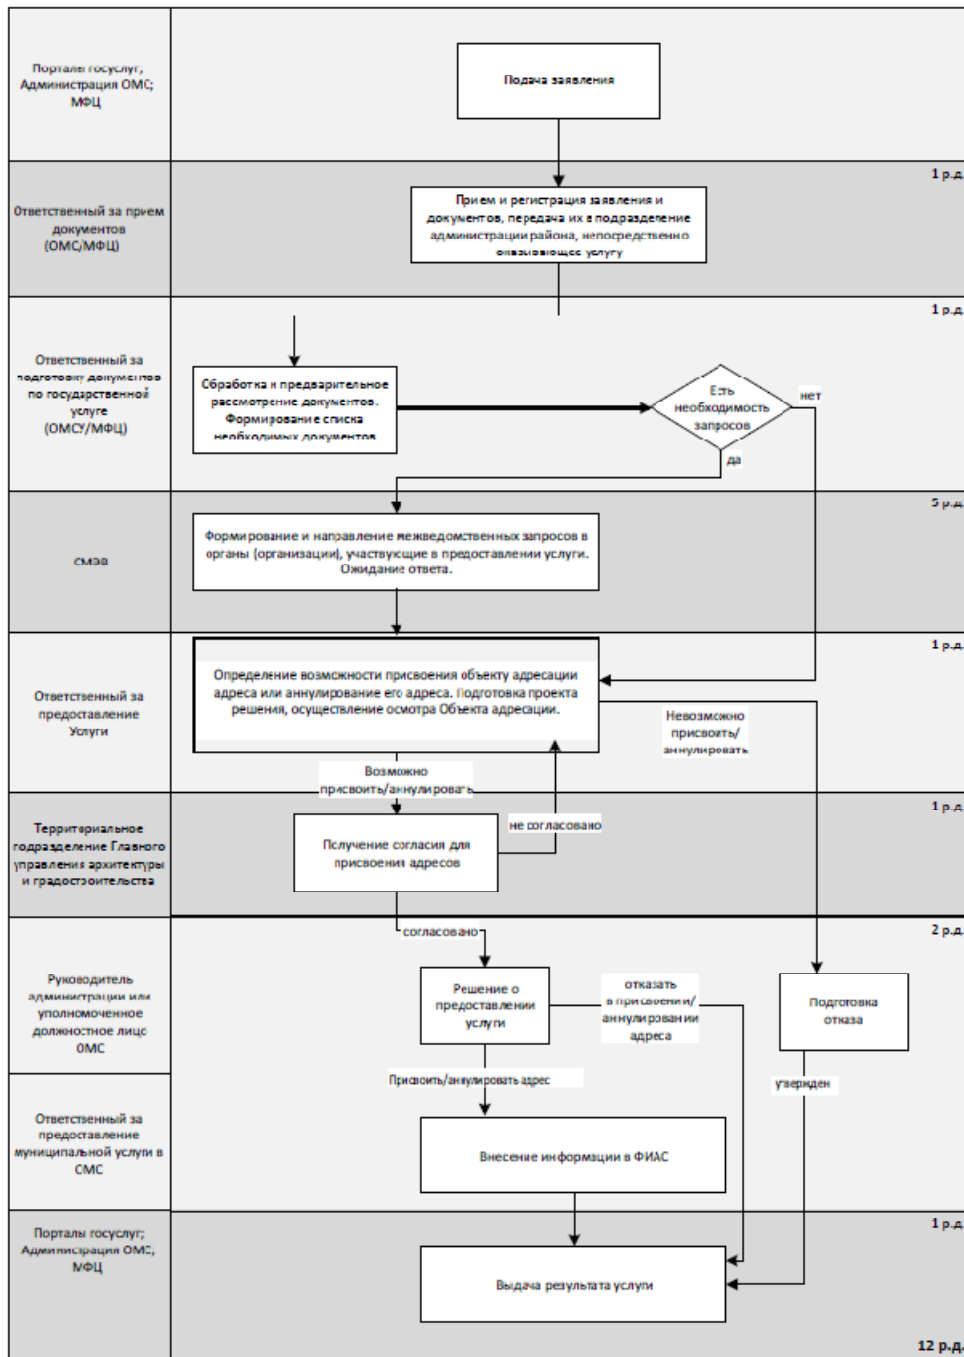 Порталы госуслуг;
Администрация ОМС;
МФЦ
Подача заявления
1 р.д.
Ответственный за прием
документов
(ОМС/МФЦ)
Прием и регистрация заявления и
документов, передача их в подразделение
администрации района, непосредственно
оказывающее услугу
1 р.д.
Ответственный за
подготовку документов
по государственной
услуге
(ОМСУ/МФЦ)
Обработка и предварительное
рассмотрение документов.
Формирование списка
необходимых документов
Есть
необходимость
запросов
нет
да
5 р.д.
СМЭВ
Формирование и направление межведомственных запросов в
органы (организации), участвующие в предоставлении услуги.
Ожидание ответа.
1 р.д.
Ответственный за
предоставление
Услуги
Определение возможности присвоения объекту адресации
адреса или аннулирование его адреса. Подготовка проекта
решения, осуществление осмотра Объекта адресации.
Невозможно
присвоить/
аннулировать
Возможно
присвоить/аннулировать
1 р.д.
Территориальное
подразделение Главного
управления архитектуры
и градостроительства
Получение согласия для
присвоения адресов
не согласовано
согласовано
2 р.д.
Руководитель
администрации или
уполномоченное
должностное лицо
ОМС
Решение о
предоставлении
услуги
отказать
в присвоении/
аннулировании
адреса
Подготовка
отказа
Присвоить/аннулировать адрес
утвержден
Ответственный за
предоставление
муниципальной услуги в
ОМС
Внесение информации в ФИАС
1 р.д.
Порталы госуслуг;
Администрация ОМС,
МФЦ
Выдача результата услуги
12 р.д.